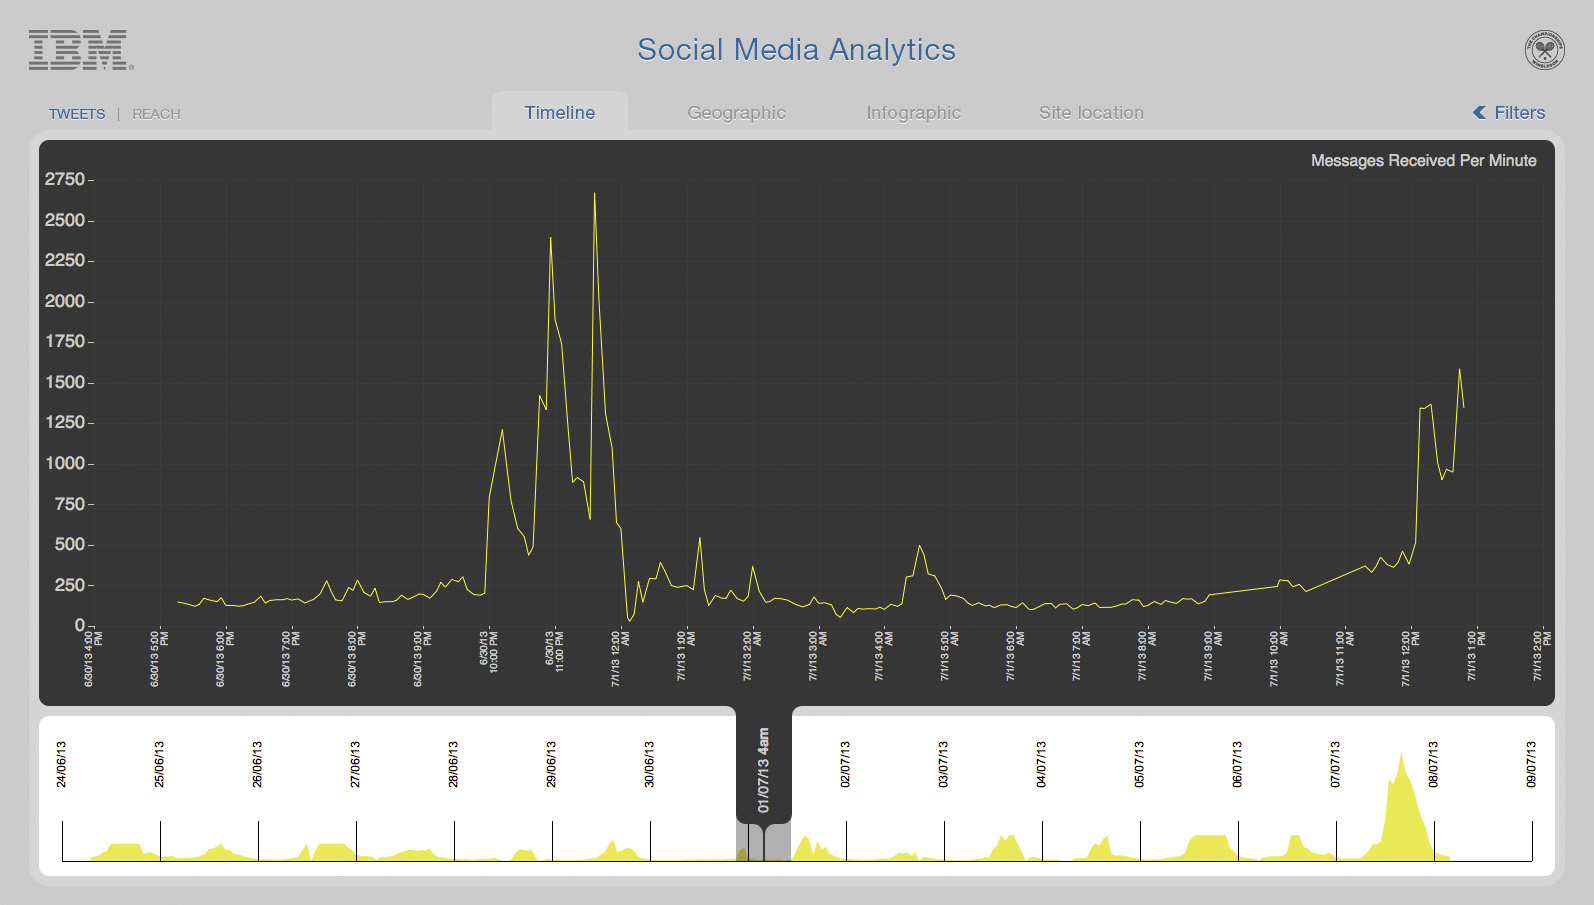 IBM®
Social Media Analytics
THE CHAMPIONSHIPS
WIMBLEDON
TWEETS | REACH
Timeline
Geographic
Infographic
Site location
Filters
Messages Received Per Minute
2750
2500
2250
2000
1750
1500
1250
1000
750
500
250
0
6/30/13 4:00 PM
6/30/13 5:00 PM
6/30/13 6:00 PM
6/30/13 7:00 PM
6/30/13 8:00 PM
6/30/13 9:00 PM
6/30/13
10:00 PM
6/30/13
11:00 PM
7/1/13 12:00 AM
7/1/13 1:00 AM
7/1/13 2:00 AM
7/1/13 3:00 AM
7/1/13 4:00 AM
7/1/13 5:00 AM
7/1/13 6:00 AM
7/1/13 7:00 AM
7/1/13 8:00 AM
7/1/13 9:00 AM
7/1/13 10:00 AM
7/1/13 11:00 AM
7/1/13 12:00 PM
7/1/13 1:00 PM
7/1/13 2:00 PM
24/06/13
25/06/13
26/06/13
27/06/13
28/06/13
29/06/13
30/06/13
01/07/13 4am
02/07/13
03/07/13
04/07/13
05/07/13
06/07/13
07/07/13
08/07/13
09/07/13